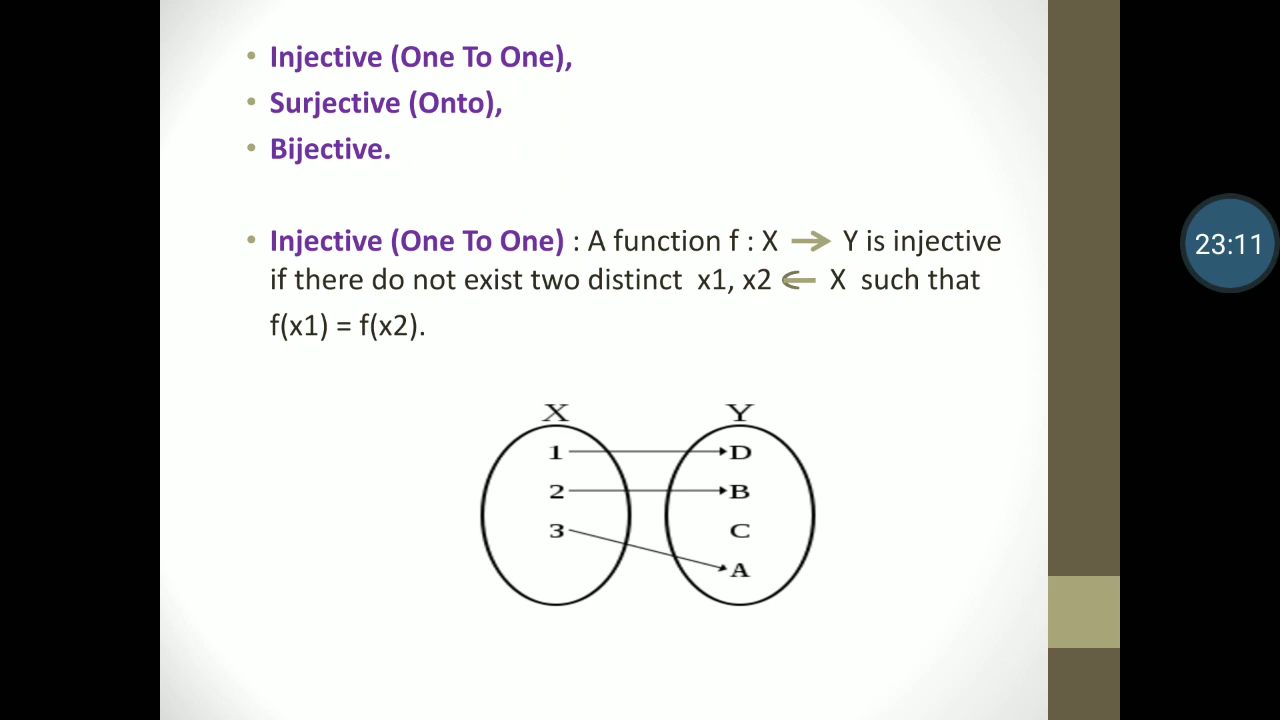 • Injective (One To One),
• Surjective (Onto),
• Bijective.
• Injective (One To One) : A function f : X → Y is injective
if there do not exist two distinct x1, x2 ∈ X such that
f(x1) = f(x2).
X Y
1 D
2 B
3 C
A
23:11